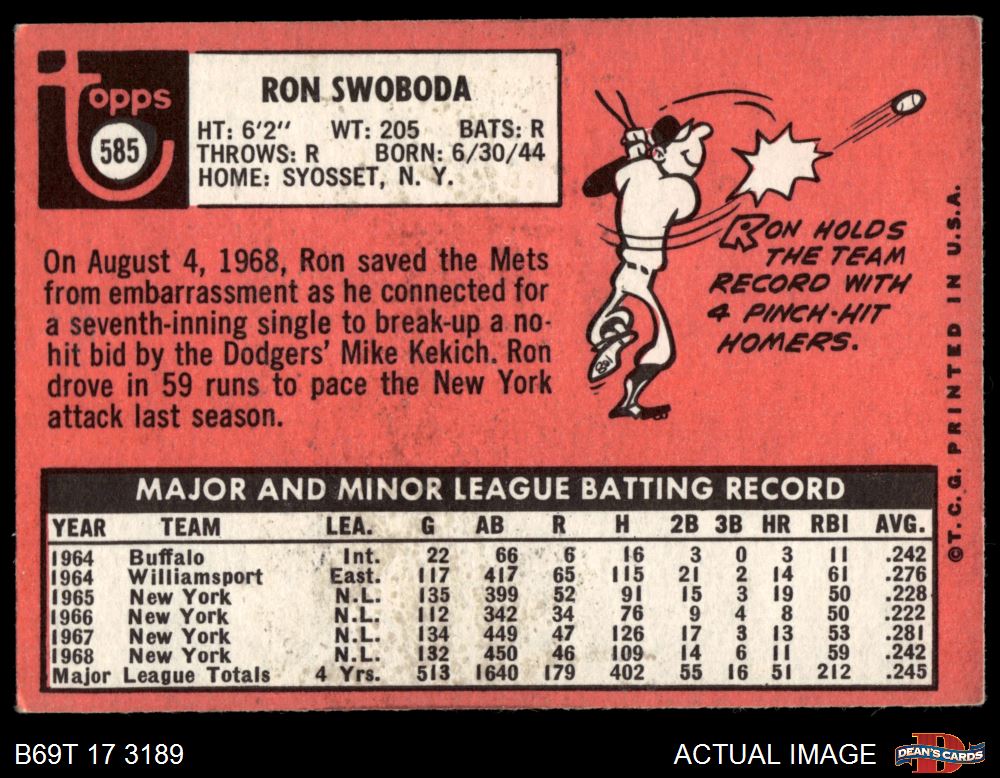 Topps
585
RON SWOBODA
HT: 6'2" WT: 205 BATS: R
THROWS: R BORN: 6/30/44
HOME: SYOSSET, N. Y.
On August 4, 1968, Ron saved the Mets
from embarrassment as he connected for
a seventh-inning single to break-up a no-
hit bid by the Dodgers' Mike Kekich. Ron
drove in 59 runs to pace the New York
attack last season.
RON HOLDS
THE TEAM
RECORD WITH
4 PINCH-HIT
HOMERS.
©T. C. G. PRINTED IN U.S.A.
MAJOR AND MINOR LEAGUE BATTING RECORD
YEAR TEAM LEA. G AB R H 2B 3B HR RBI AVG.
1964 Buffalo Int. 22 66 6 16 3 0 3 11 .242
1964 Williamsport East. 117 417 65 115 21 2 14 61 .276
1965 New York N.L. 135 399 52 91 15 3 19 50 .228
1966 New York N.L. 112 342 34 76 9 4 8 50 .222
1967 New York N.L. 134 449 47 126 17 3 13 53 .281
1968 New York N.L. 132 450 46 109 14 6 11 59 .242
Major League Totals 4 Yrs. 513 1640 179 402 55 16 51 212 .245
B69T 17 3189
ACTUAL IMAGE
DEAN'S CARDS